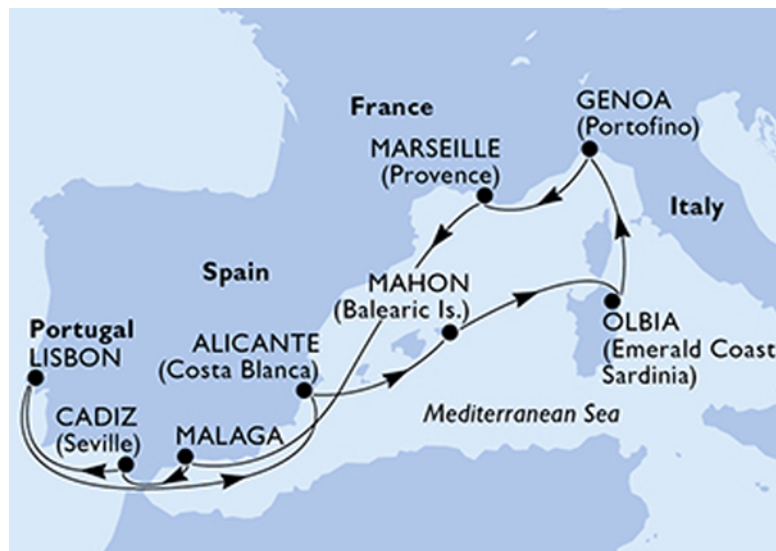 GENOA
(Portofino)
France
MARSEILLE
(Provence)
Italy
Spain
MAHON
(Balearic Is.)
OLBIA
(Emerald Coast
Sardinia)
Portugal
LISBON
ALICANTE
(Costa Blanca)
Mediterranean Sea
CADIZ
(Seville)
MALAGA